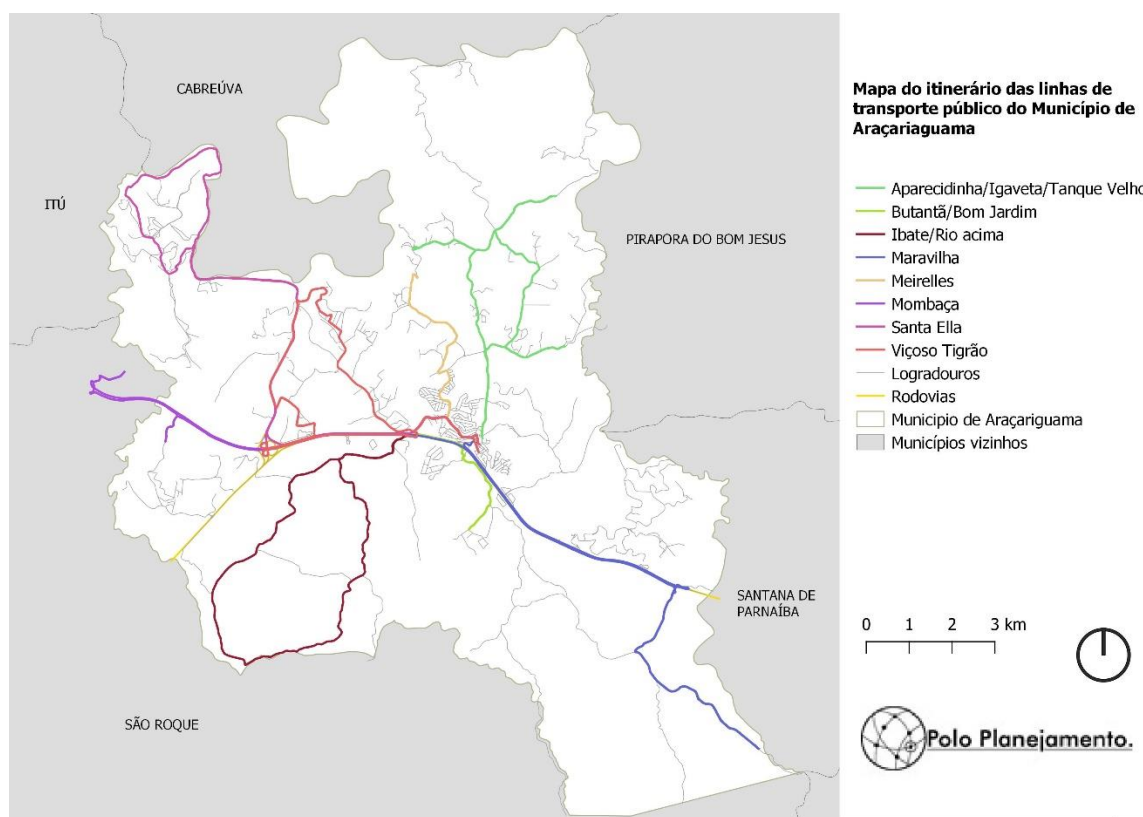 CABREÚVA
ITÚ
PIRAPORA DO BOM JESUS
SANTANA DE
PARNAÍBA
SÃO ROQUE
Mapa do itinerário das linhas de
transporte público do Município de
Araçariaguama
Aparecidinha/Igaveta/Tanque Velho
Butantã/Bom Jardim
Ibate/Rio acima
Maravilha
Meirelles
Mombaça
Santa Ella
Viçoso Tigrão
Logradouros
Rodovias
Municipio de Araçariguama
Municípios vizinhos
0 1 2 3 km
Polo Planejamento.